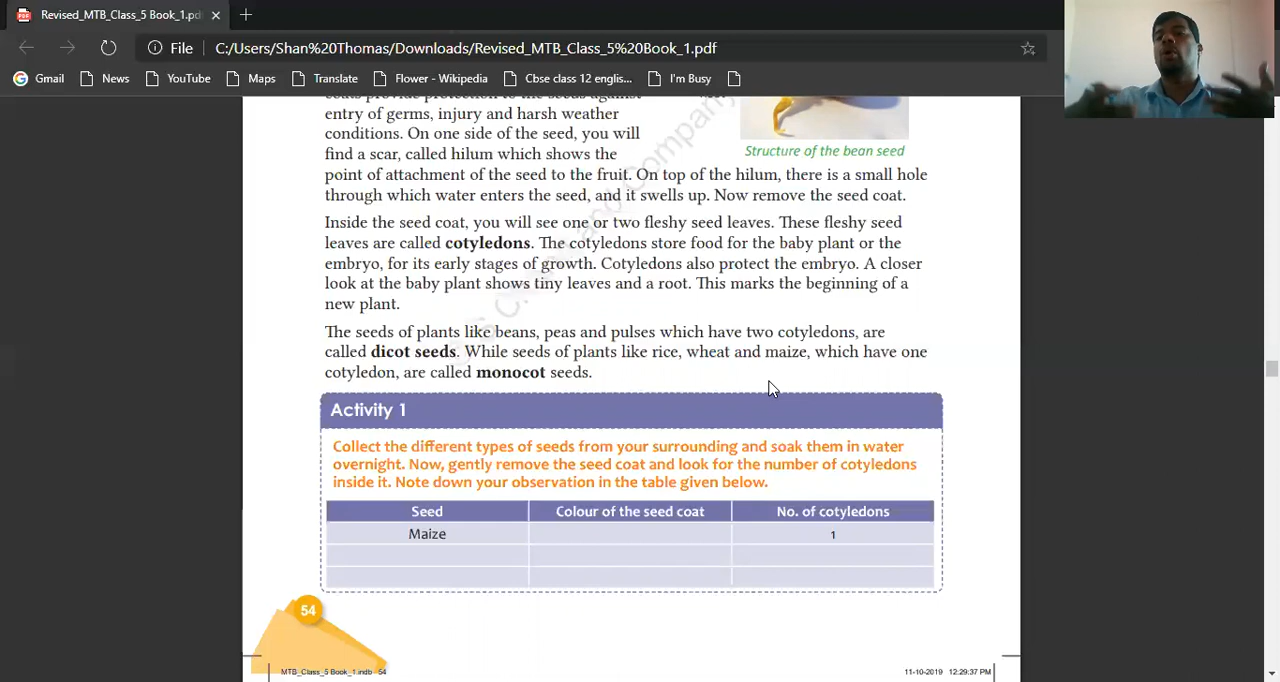 Revised_MTB_Class_5 Book_1.pdf
File
C:/Users/Shan%20Thomas/Downloads/Revised_MTB_Class_5%20Book_1.pdf
Gmail
News
YouTube
Maps
Translate
Flower - Wikipedia
Cbse class 12 englis...
I'm Busy
entry of germs, injury and harsh weather
conditions. On one side of the seed, you will
find a scar, called hilum which shows the
Structure of the bean seed
point of attachment of the seed to the fruit. On top of the hilum, there is a small hole
through which water enters the seed, and it swells up. Now remove the seed coat.
Inside the seed coat, you will see one or two fleshy seed leaves. These fleshy seed
leaves are called cotyledons. The cotyledons store food for the baby plant or the
embryo, for its early stages of growth. Cotyledons also protect the embryo. A closer
look at the baby plant shows tiny leaves and a root. This marks the beginning of a
new plant.
The seeds of plants like beans, peas and pulses which have two cotyledons, are
called dicot seeds. While seeds of plants like rice, wheat and maize, which have one
cotyledon, are called monocot seeds.
Activity 1
Collect the different types of seeds from your surrounding and soak them in water
overnight. Now, gently remove the seed coat and look for the number of cotyledons
inside it. Note down your observation in the table given below.
Seed Colour of the seed coat No. of cotyledons
Maize 1
54
MTB_Class_5 Book_1.indb 54
11-10-2019 12:29:37 PM